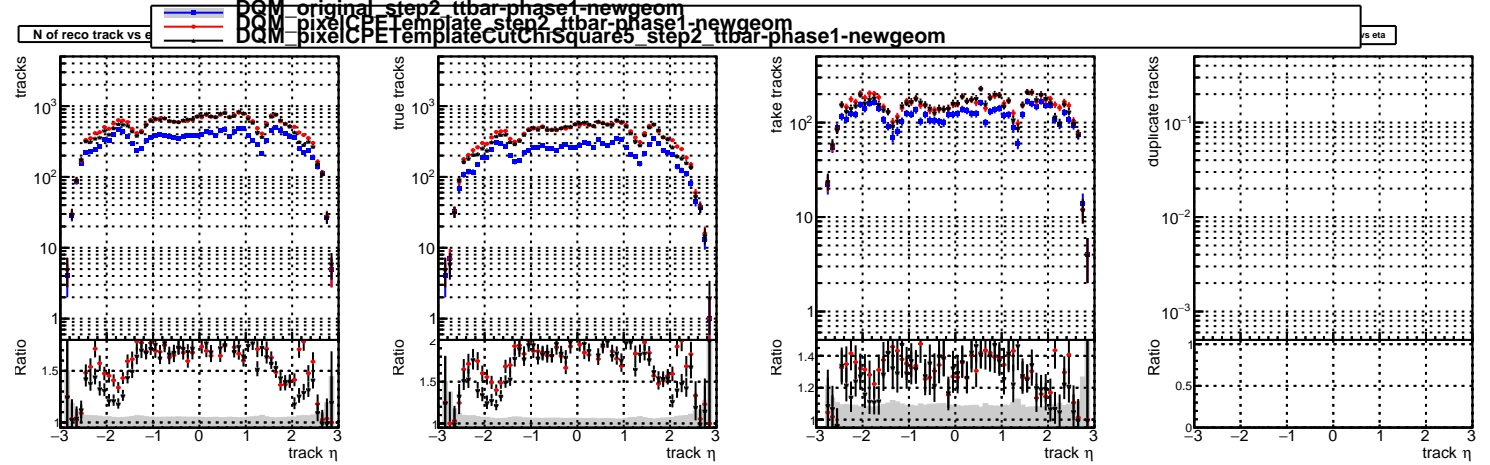 DQM_original_step2_ttbar-phase1-newgeom
DQM_pixelCPETemplate_step2_ttbar-phase1-newgeom
DQM_pixelCPETemplateCutChiSquare5_step2_ttbar-phase1-newgeom
N of reco track vs e
vs eta
tracks
10³
10²
10
1
Ratio
1.5
1
−3 −2 −1 0 1 2 3
track η
true tracks
10³
10²
10
1
Ratio
2
1.5
1
−3 −2 −1 0 1 2 3
track η
fake tracks
10²
10
1
Ratio
1.4
1.2
1
−3 −2 −1 0 1 2 3
track η
duplicate tracks
10⁻¹
10⁻²
10⁻³
Ratio
1
0.5
0
−3 −2 −1 0 1 2 3
track η